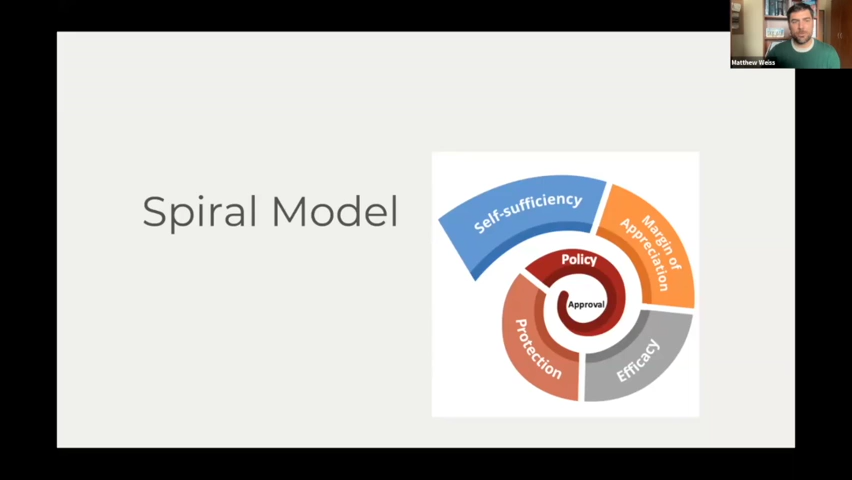 Matthew Weiss
Spiral Model
Self-sufficiency
Margin of
Appreciation
Policy
Approval
Protection
Efficacy